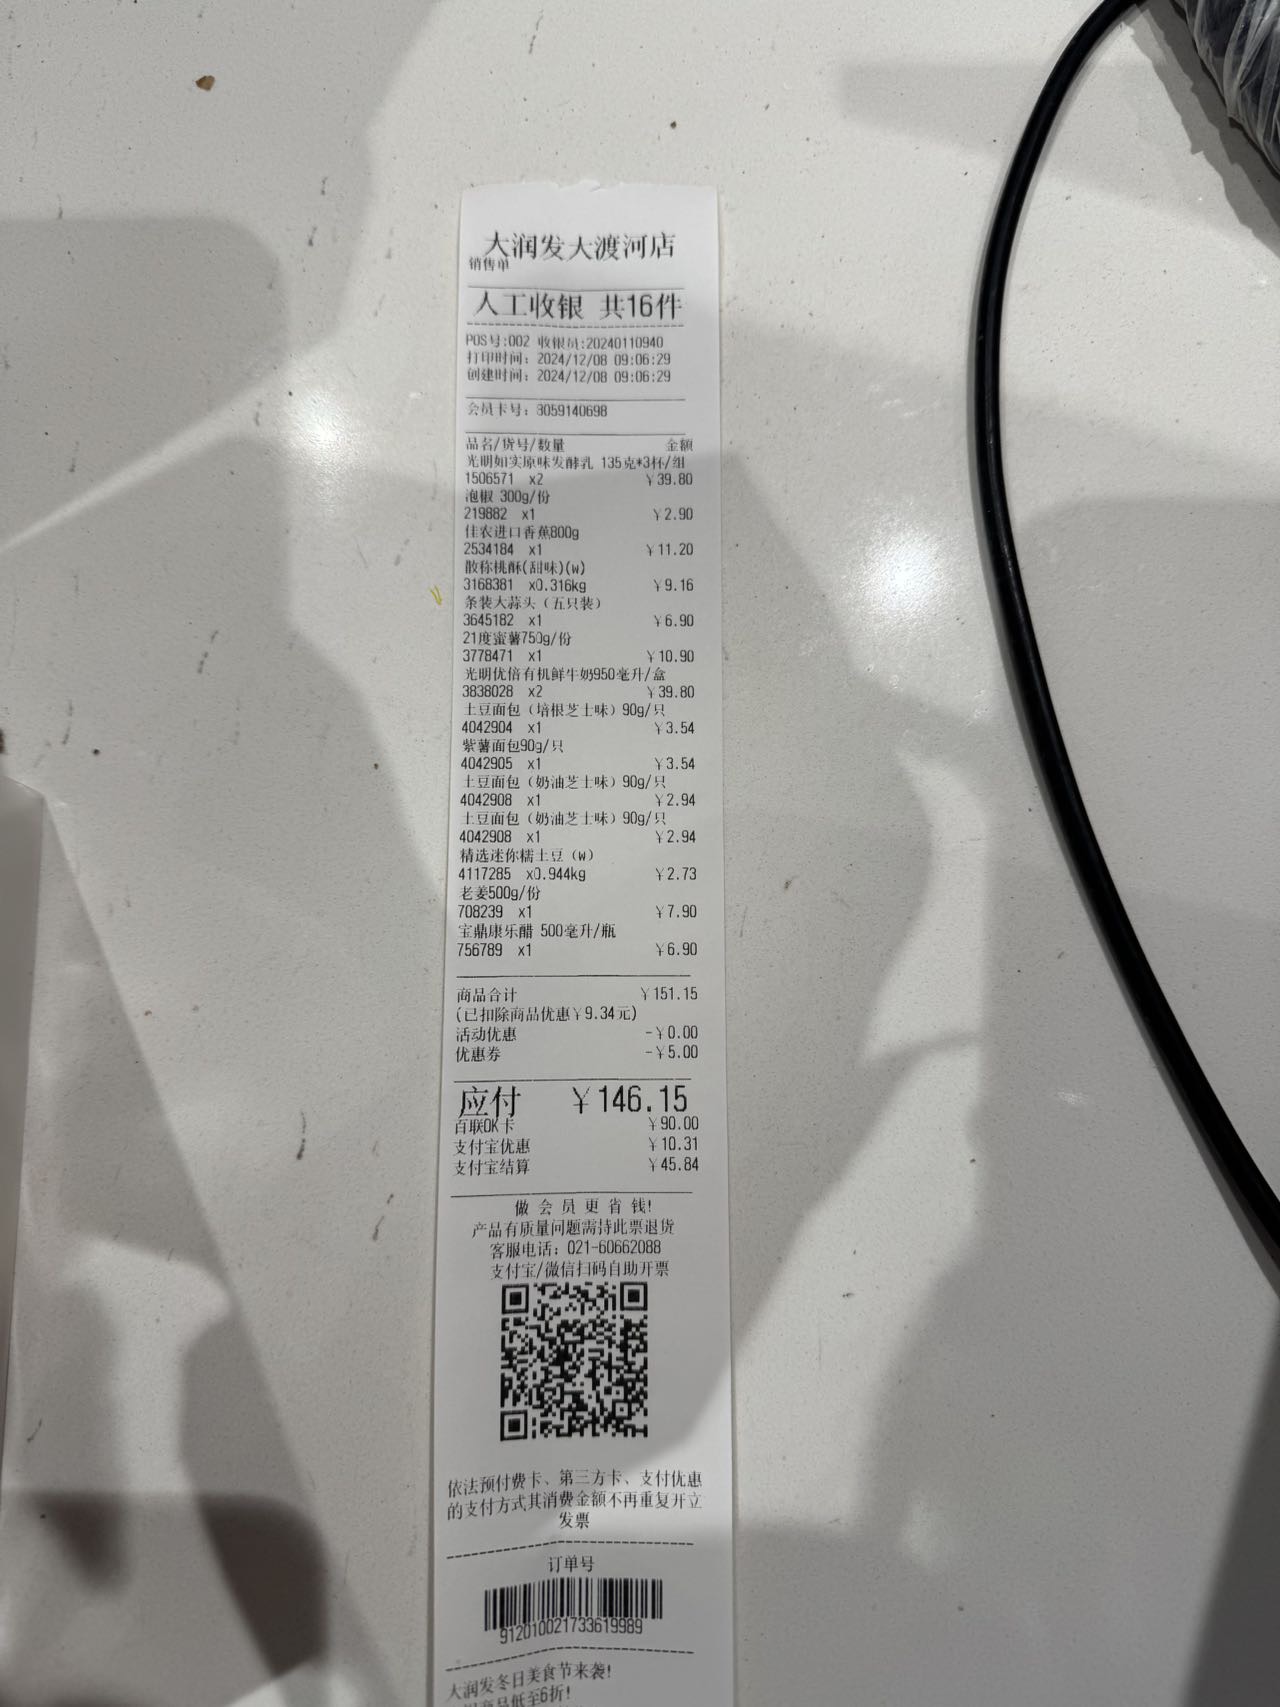 大润发大渡河店
销售单
人工收银 共16件
POS号:002 收银员:20240110940
打印时间: 2024/12/08 09:06:29
创建时间: 2024/12/08 09:06:29
会员卡号: 3059140698
品名/货号/数量 金额
光明如实原味发酵乳 135克*3杯/组
1506571 x2 ¥39.80
泡椒 300g/份
219882 x1 ¥2.90
佳农进口香蕉800g
2534184 x1 ¥11.20
散称桃酥(甜味)(w)
3168381 x0.316kg ¥9.16
条装大蒜头（五只装）
3645182 x1 ¥6.90
21度蜜薯750g/份
3778471 x1 ¥10.90
光明优倍有机鲜牛奶950毫升/盒
3838028 x2 ¥39.80
土豆面包（培根芝士味）90g/只
4042904 x1 ¥3.54
紫薯面包90g/只
4042905 x1 ¥3.54
土豆面包（奶油芝士味）90g/只
4042908 x1 ¥2.94
土豆面包（奶油芝士味）90g/只
4042908 x1 ¥2.94
精选迷你糯土豆（W）
4117285 x0.944kg ¥2.73
老姜500g/份
708239 x1 ¥7.90
宝鼎康乐醋 500毫升/瓶
756789 x1 ¥6.90
商品合计 ¥151.15
(已扣除商品优惠¥9.34元)
活动优惠 -¥0.00
优惠券 -¥5.00
应付 ¥146.15
百联OK卡 ¥90.00
支付宝优惠 ¥10.31
支付宝结算 ¥45.84
做会员更省钱!
产品有质量问题需持此票退货
客服电话: 021-60662088
支付宝/微信扫码自助开票
依法预付费卡、第三方卡、支付优惠
的支付方式其消费金额不再重复开立
发票
订单号
912010021733619989
大润发冬日美食节来袭!
商品低至6折!